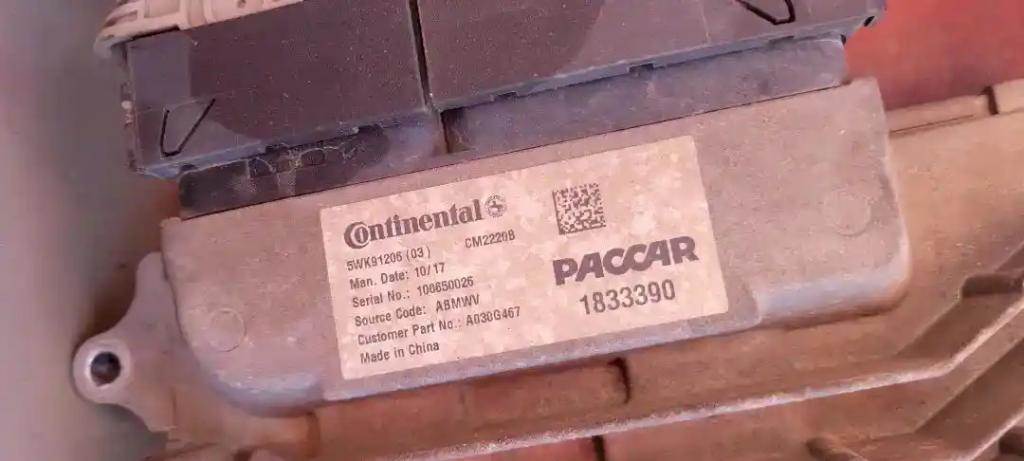 Continental
5WK91206 (03) CM2220B
Man. Date: 10/17
Serial No.: 100650026
Source Code: ABMWV
Customer Part No.: A030G467
Made in China
PACCAR
1833390